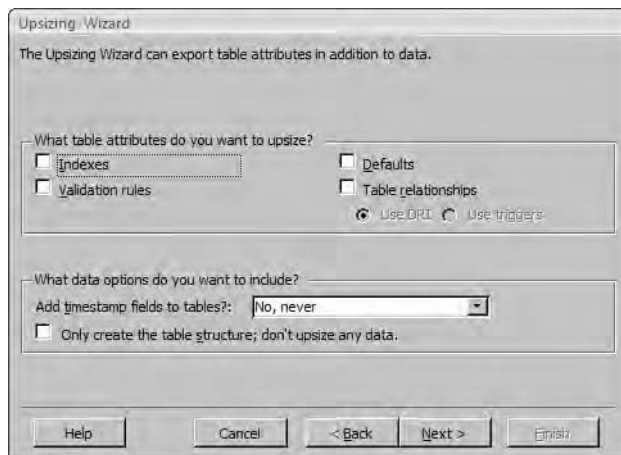 Upsizing Wizard
The Upsizing Wizard can export table attributes in addition to data.
What table attributes do you want to upsize?
Indexes
Defaults
Validation rules
Table relationships
Use DRI Use triggers
What data options do you want to include?
Add timestamp fields to tables?: No, never
Only create the table structure; don't upsize any data.
Help Cancel < Back Next > Finish